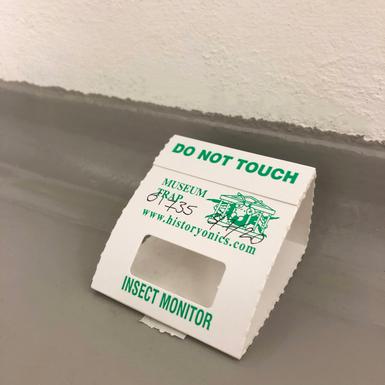 DO NOT TOUCH
MUSEUM
TRAP
www.historyonics.com
INSECT MONITOR